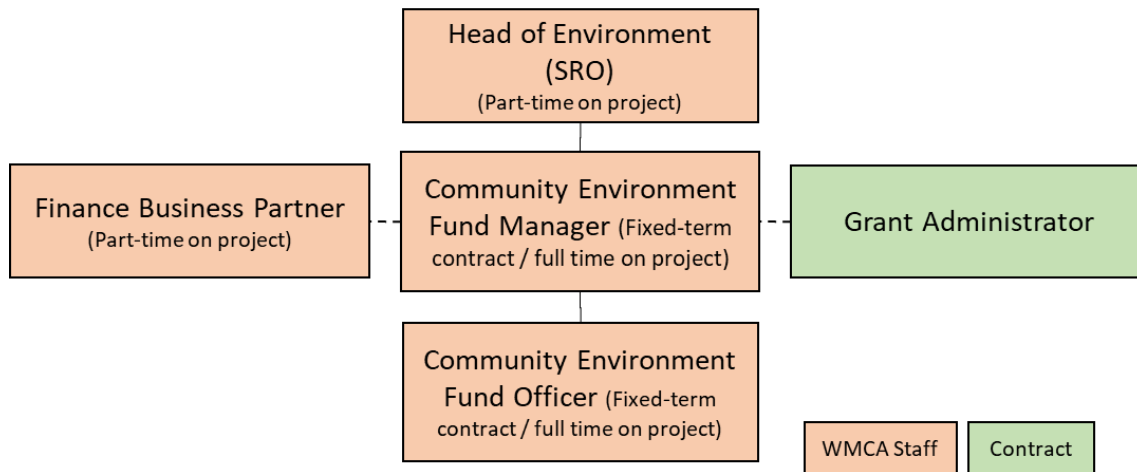 Head of Environment
(SRO)
(Part-time on project)
Finance Business Partner
(Part-time on project)
Community Environment
Fund Manager (Fixed-term
contract / full time on project)
Grant Administrator
Community Environment
Fund Officer (Fixed-term
contract / full time on project)
WMCA Staff
Contract